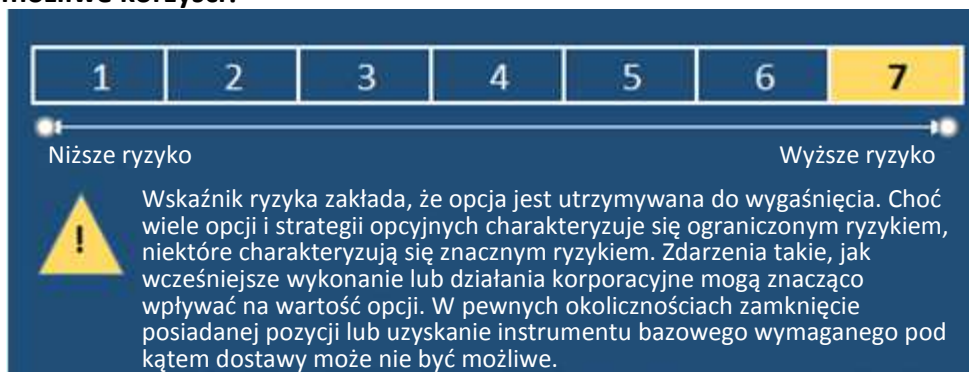 możliwe korzyści?
1 2 3 4 5 6 7
Niższe ryzyko Wyższe ryzyko
Wskaźnik ryzyka zakłada, że opcja jest utrzymywana do wygaśnięcia. Choć
wiele opcji i strategii opcyjnych charakteryzuje się ograniczonym ryzykiem,
niektóre charakteryzują się znacznym ryzykiem. Zdarzenia takie, jak
wcześniejsze wykonanie lub działania korporacyjne mogą znacząco
wpływać na wartość opcji. W pewnych okolicznościach zamknięcie
posiadanej pozycji lub uzyskanie instrumentu bazowego wymaganego pod
kątem dostawy może nie być możliwe.